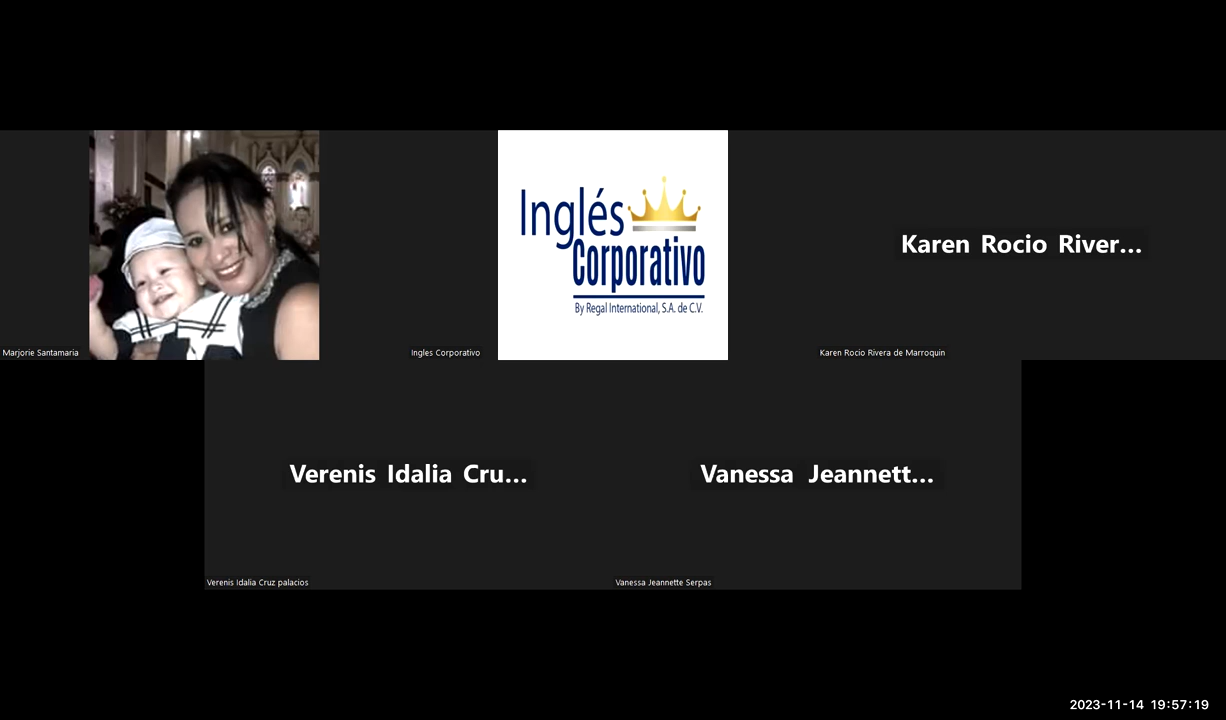 Inglés
Corporativo
By Regal International, S.A. de C.V.
Karen Rocio River...
Marjorie Santamaria
Ingles Corporativo
Karen Rocio Rivera de Marroquin
Verenis Idalia Cru...
Vanessa Jeannett...
Verenis Idalia Cruz palacios
Vanessa Jeannette Serpas
2023-11-14 19:57:19